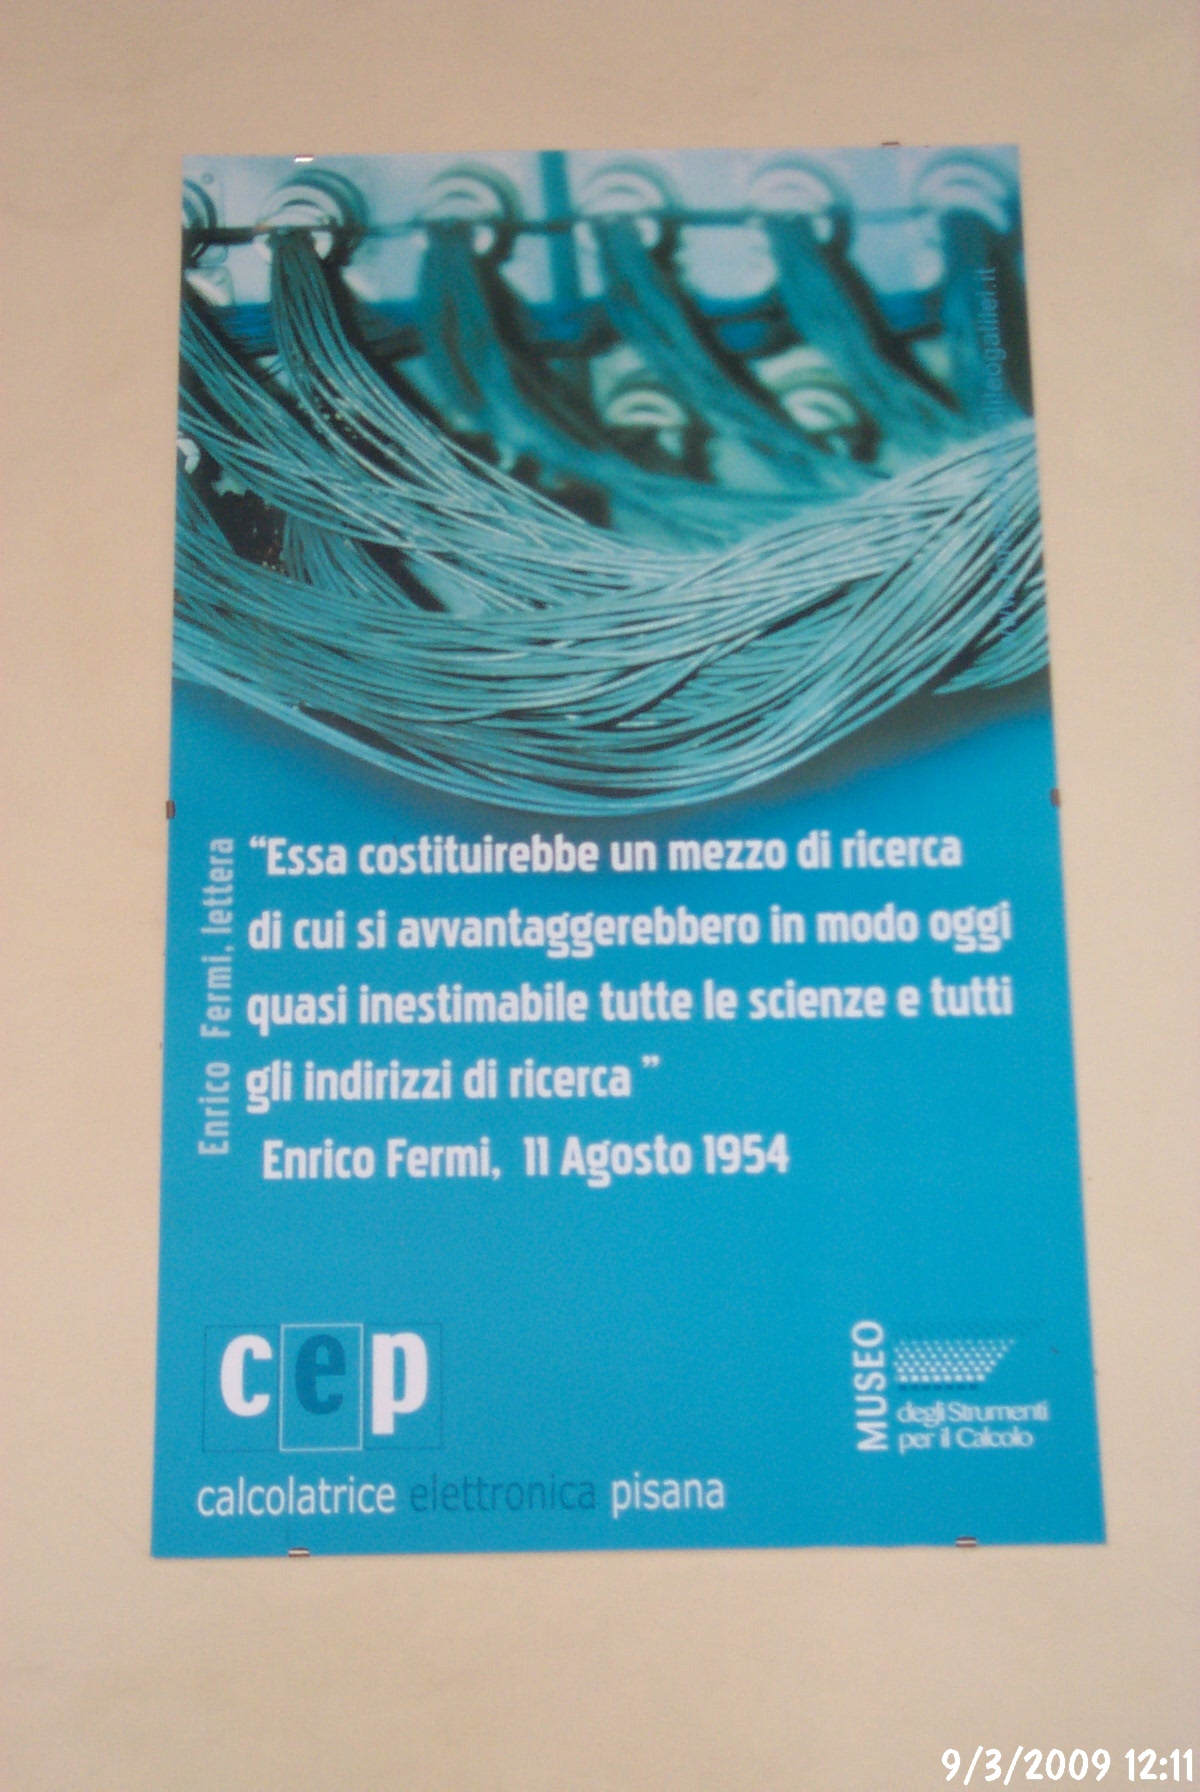 Enrico Fermi, lettera
“Essa costituirebbe un mezzo di ricerca
di cui si avvantaggerebbero in modo oggi
quasi inestimabile tutte le scienze e tutti
gli indirizzi di ricerca ”
Enrico Fermi, 11 Agosto 1954
cep
calcolatrice elettronica pisana
MUSEO
degli Strumenti
per il Calcolo
9/3/2009 12:11